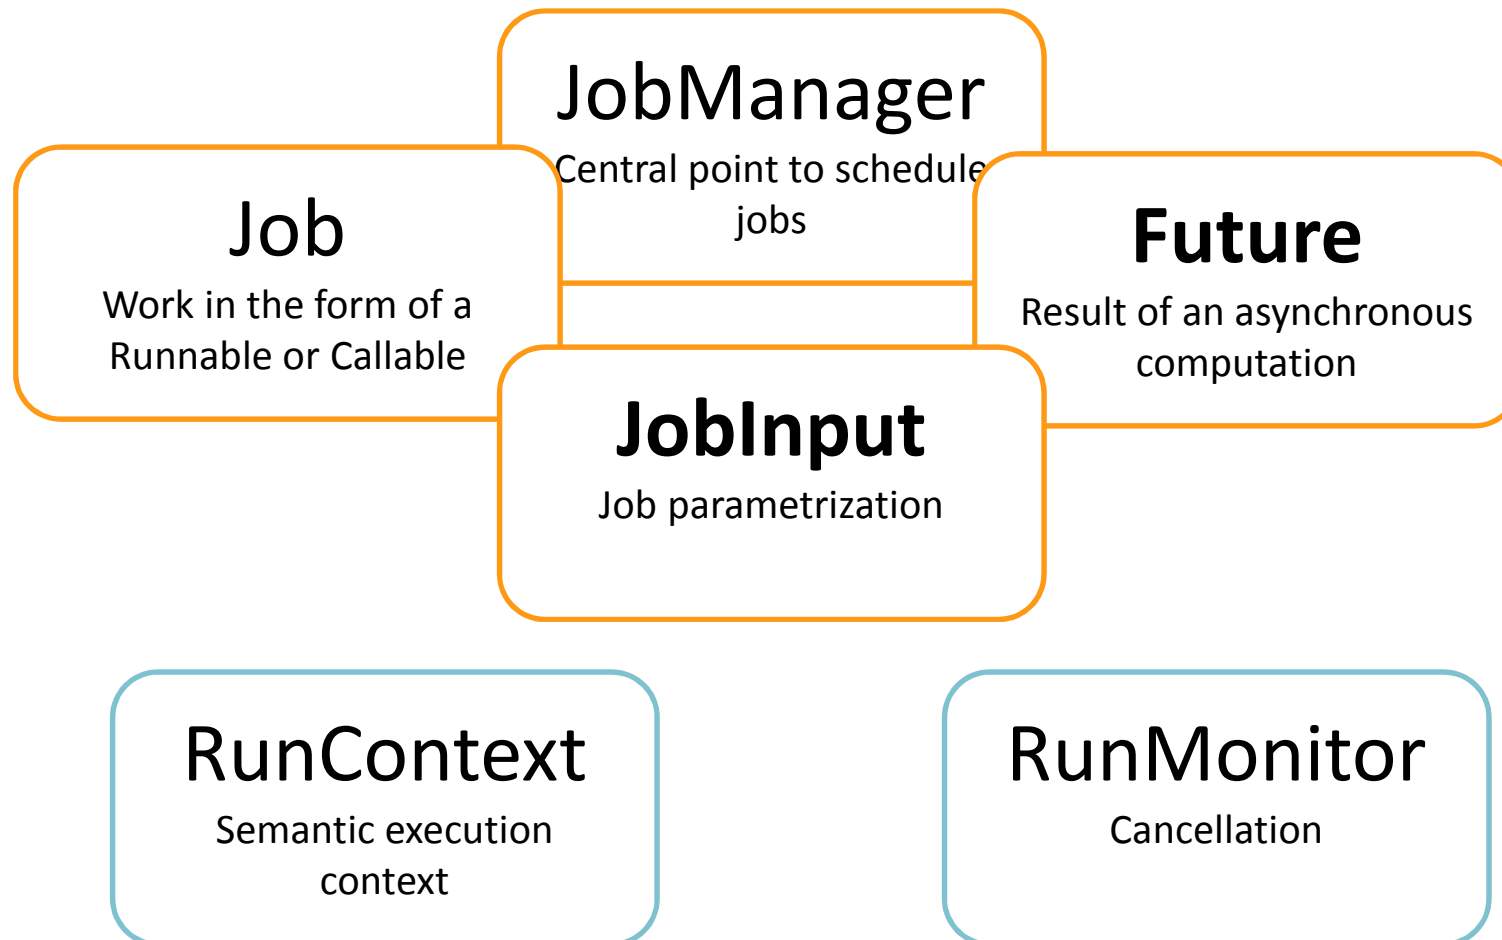 JobManager
Central point to schedule
jobs
Job
Work in the form of a
Runnable or Callable
Future
Result of an asynchronous
computation
JobInput
Job parametrization
RunContext
Semantic execution
context
RunMonitor
Cancellation